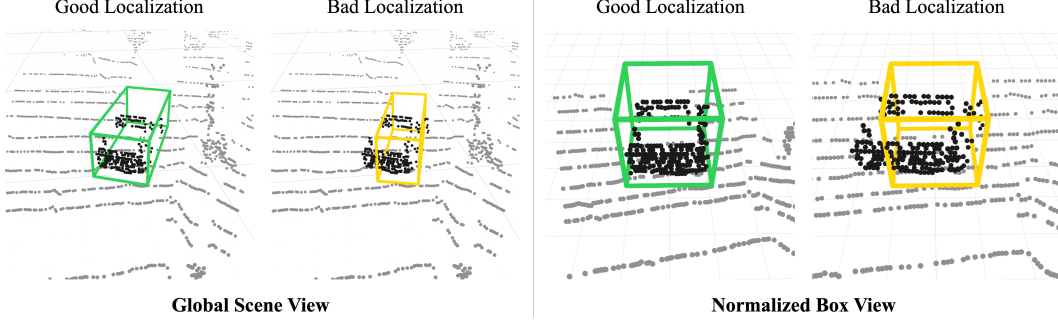 Good Localization
Bad Localization
Good Localization
Bad Localization
Global Scene View
Normalized Box View